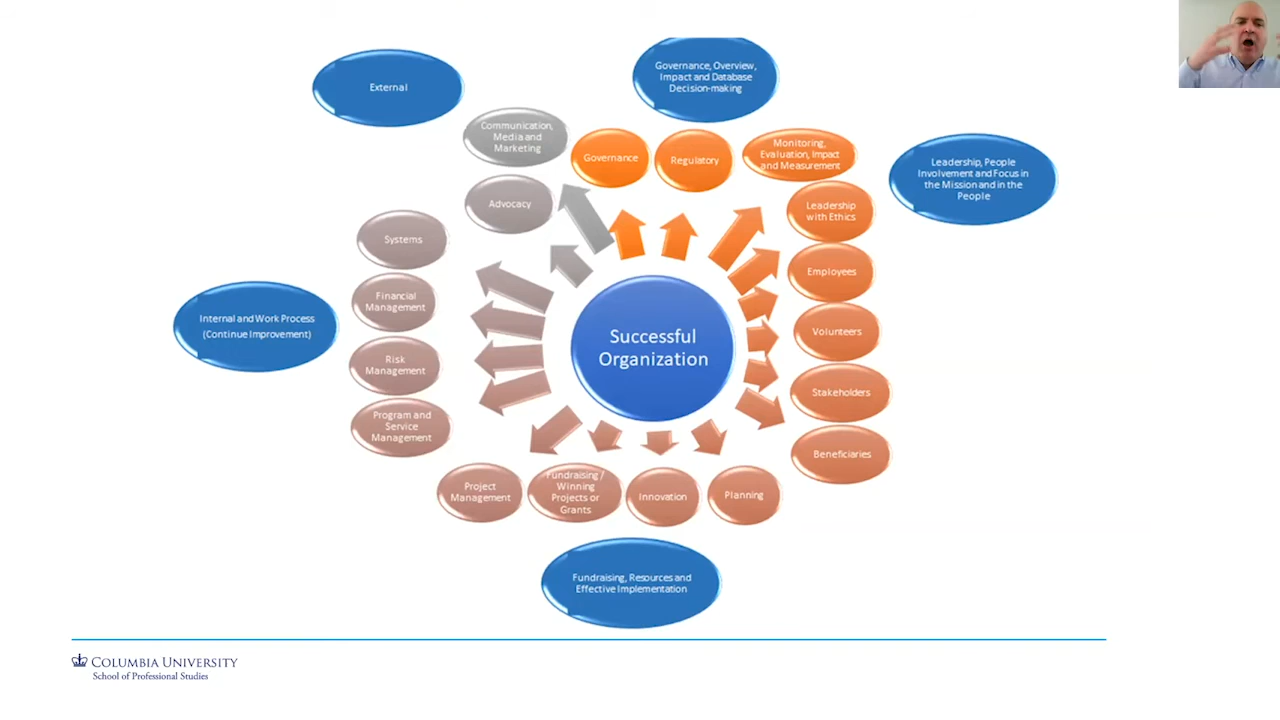 External
Governance, Overview,
Impact and Database
Decision-making
Communication,
Media and
Marketing
Governance
Regulatory
Monitoring,
Evaluation, Impact
and Measurement
Leadership, People
Involvement and Focus in
the Mission and in the
People
Advocacy
Leadership
with Ethics
Systems
Employees
Financial
Management
Internal and Work Process
(Continue Improvement)
Successful
Organization
Volunteers
Risk
Management
Stakeholders
Program and
Service
Management
Beneficiaries
Project
Management
Fundraising /
Winning
Projects or
Grants
Innovation
Planning
Fundraising, Resources and
Effective Implementation
COLUMBIA UNIVERSITY
School of Professional Studies